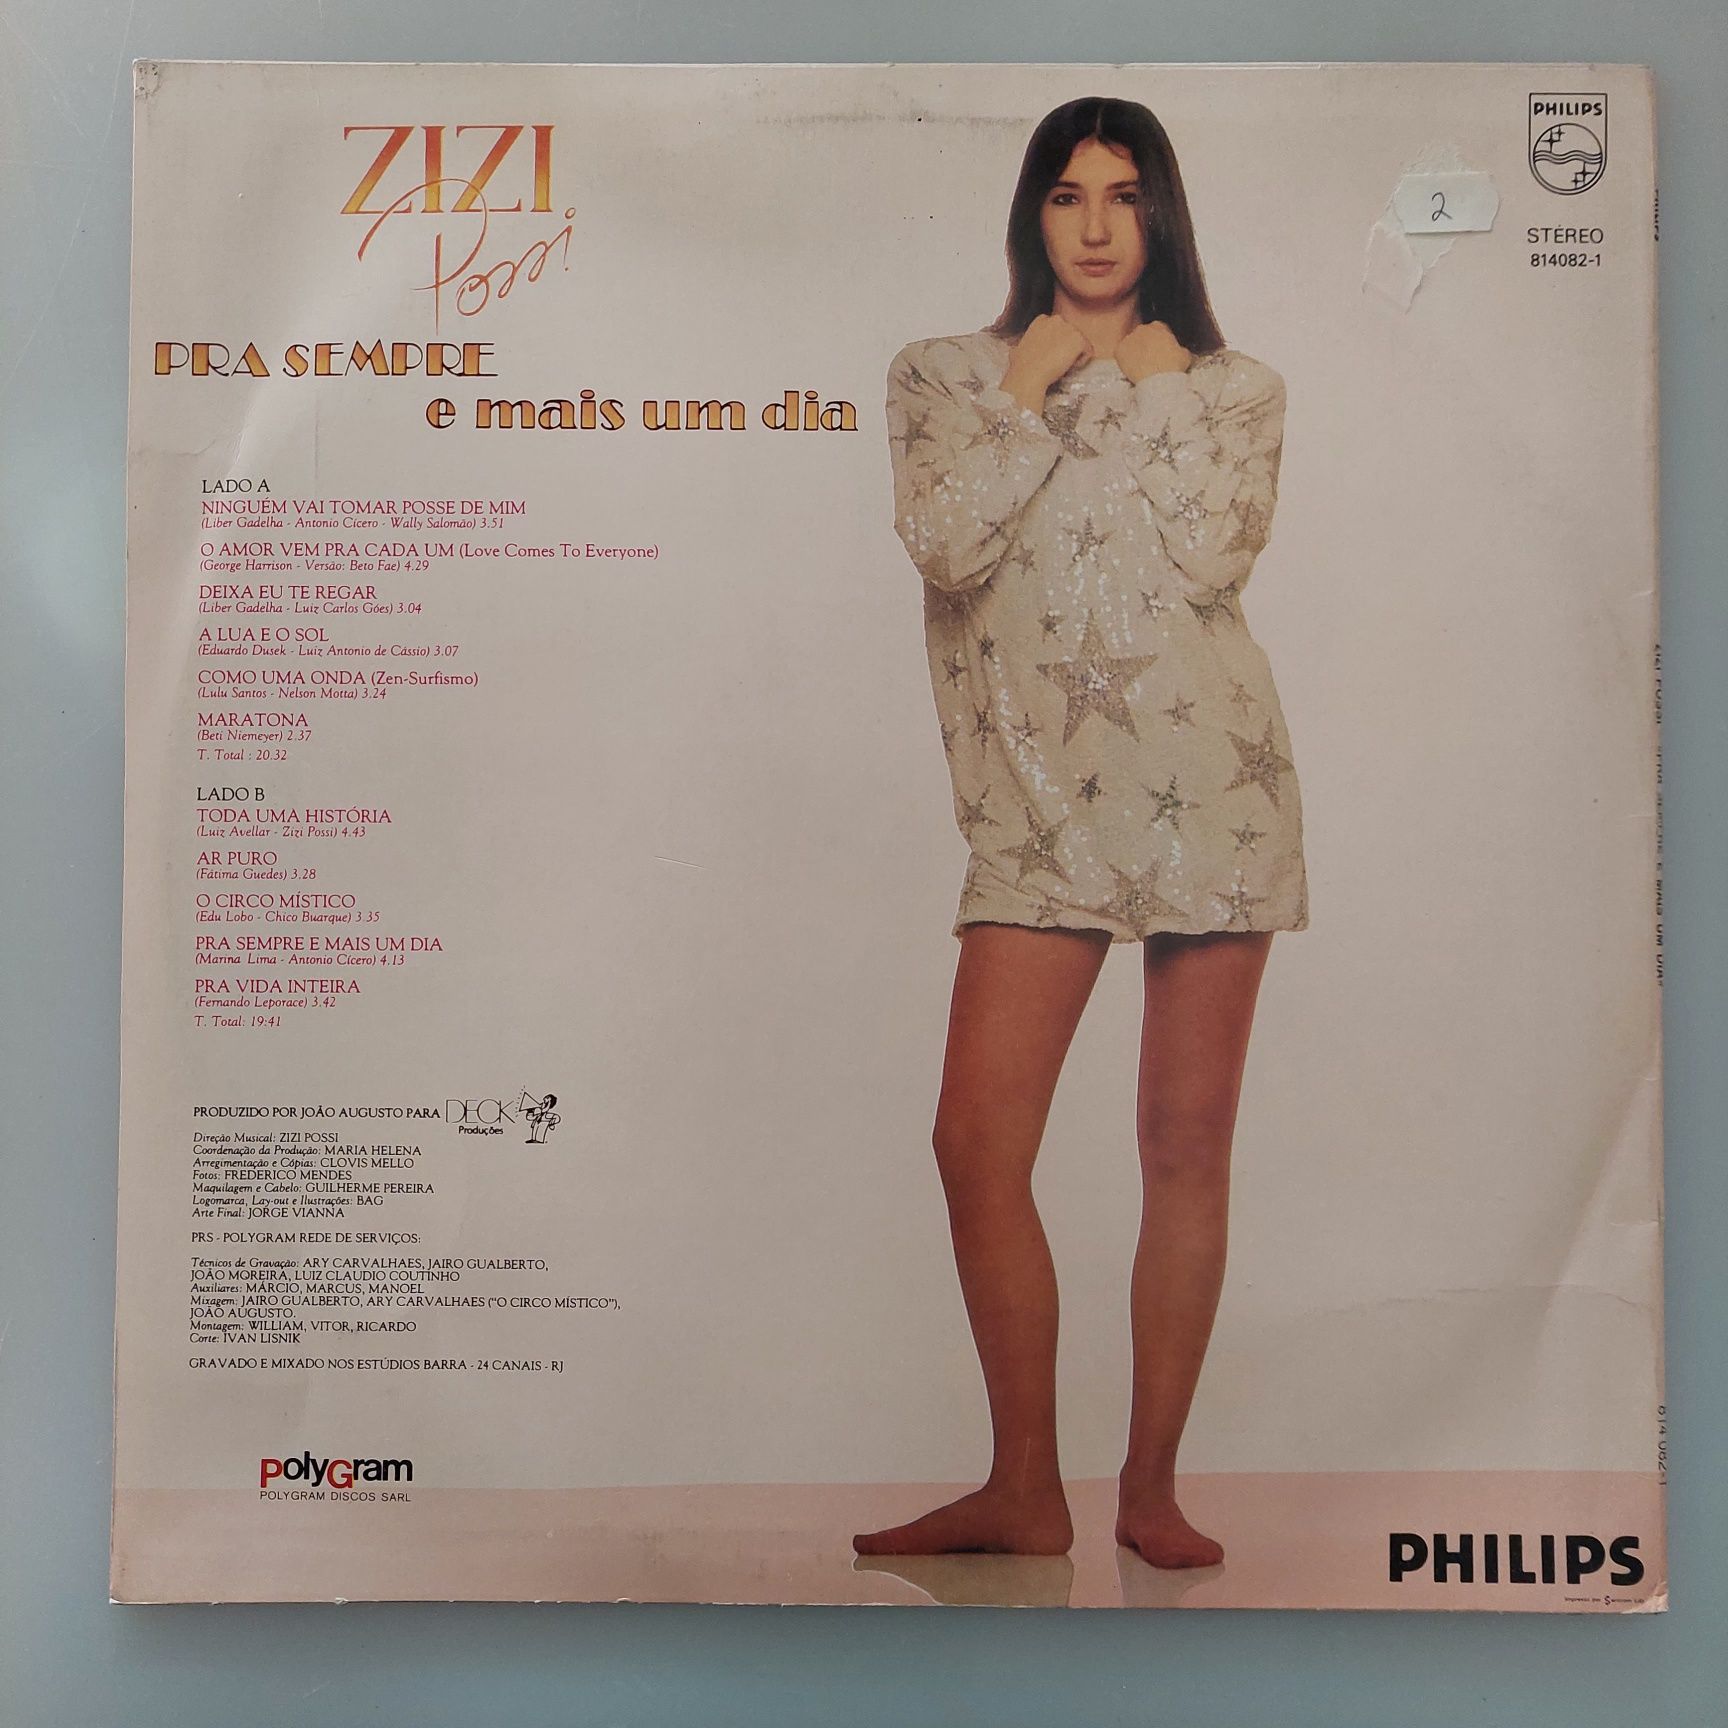 ZIZI
Possi
PRA SEMPRE
e mais um dia
PHILIPS
2
STÉREO
814082-1
LADO A
NINGUÉM VAI TOMAR POSSE DE MIM
(Liber Gadelha - Antonio Cícero - Wally Salomão) 3.51
O AMOR VEM PRA CADA UM (Love Comes To Everyone)
(George Harrison - Versão: Beto Fae) 4.29
DEIXA EU TE REGAR
(Liber Gadelha - Luiz Carlos Góes) 3.04
A LUA E O SOL
(Eduardo Dusek - Luiz Antonio de Cássio) 3.07
COMO UMA ONDA (Zen-Surfismo)
(Lulu Santos - Nelson Motta) 3.24
MARATONA
(Beti Niemeyer) 2.37
T. Total : 20.32
LADO B
TODA UMA HISTÓRIA
(Luiz Avellar - Zizi Possi) 4.43
AR PURO
(Fátima Guedes) 3.28
O CIRCO MÍSTICO
(Edu Lobo - Chico Buarque) 3.35
PRA SEMPRE E MAIS UM DIA
(Marina Lima - Antonio Cícero) 4.13
PRA VIDA INTEIRA
(Fernando Leporace) 3.42
T. Total: 19:41
PRODUZIDO POR JOÃO AUGUSTO PARA DECK
Produções
Direção Musical: ZIZI POSSI
Coordenação da Produção: MARIA HELENA
Arregimentação e Cópias: CLOVIS MELLO
Fotos: FREDERICO MENDES
Maquilagem e Cabelo: GUILHERME PEREIRA
Logomarca, Lay-out e Ilustrações: BAG
Arte Final: JORGE VIANNA
PRS - POLYGRAM REDE DE SERVIÇOS:
Técnicos de Gravação: ARY CARVALHAES, JAIRO GUALBERTO,
JOÃO MOREIRA, LUIZ CLAUDIO COUTINHO
Auxiliares: MÁRCIO, MARCUS, MANOEL
Mixagem: JAIRO GUALBERTO, ARY CARVALHAES ("O CIRCO MÍSTICO"),
JOÃO AUGUSTO.
Montagem: WILLIAM, VITOR, RICARDO
Corte: IVAN LISNIK
GRAVADO E MIXADO NOS ESTÚDIOS BARRA - 24 CANAIS - RJ
polyGram
POLYGRAM DISCOS SARL
PHILIPS
Impresso por
814 082-1